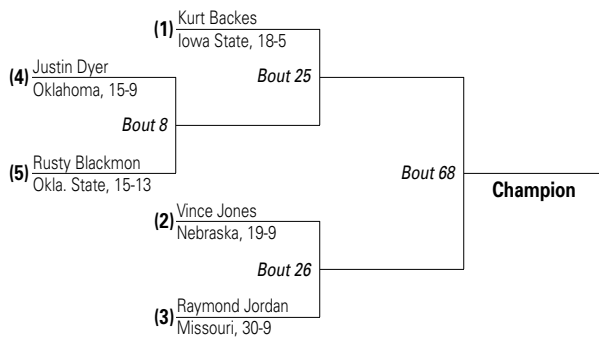 (1) Kurt Backes
Iowa State, 18-5
(4) Justin Dyer
Oklahoma, 15-9
Bout 25
Bout 8
(5) Rusty Blackmon
Okla. State, 15-13
Bout 68
Champion
(2) Vince Jones
Nebraska, 19-9
Bout 26
(3) Raymond Jordan
Missouri, 30-9